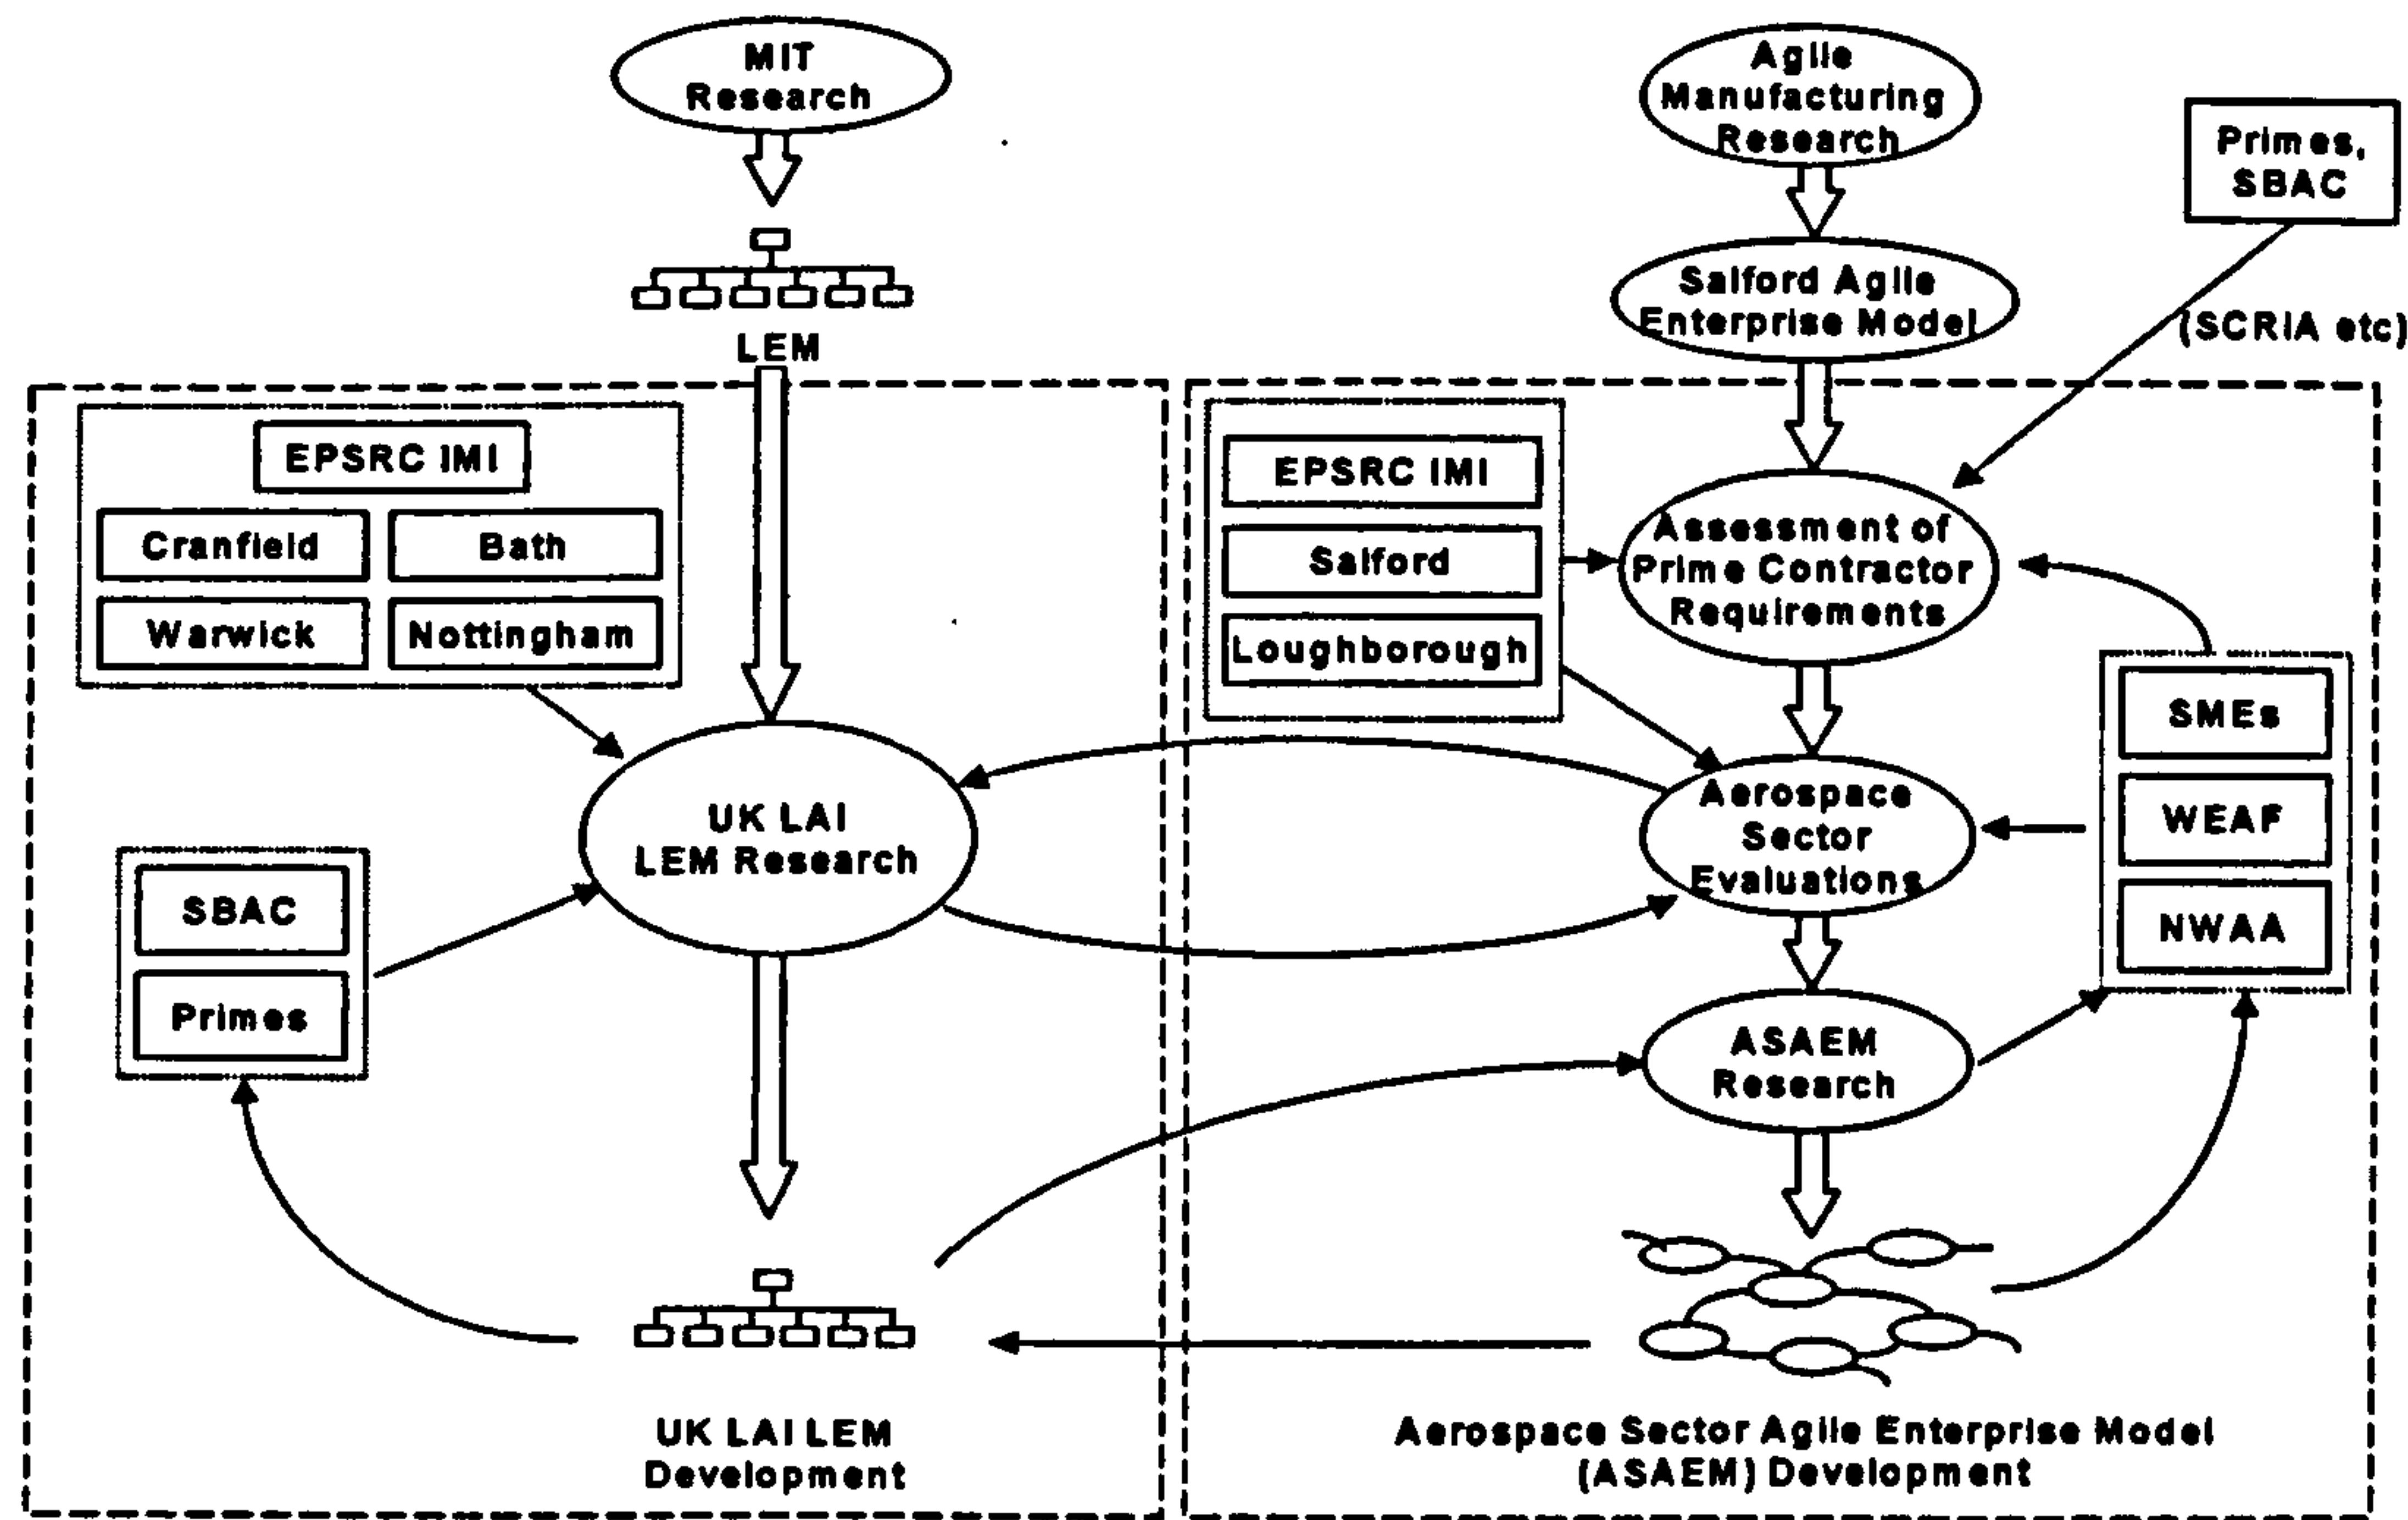 MIT
Research
LEM
EPSRC IMI
Cranfield
Bath
Warwick
Nottingham
UK LAI
LEM Research
SBAC
Primes
UK LAI LEM
Development
Agile
Manufacturing
Research
Primes,
SBAC
Salford Agile
Enterprise Model
(SCRIA etc)
EPSRC IMI
Salford
Loughborough
Assessment of
Prime Contractor
Requirements
SMEs
WEAF
NWAA
Aerospace
Sector
Evaluations
ASAEM
Research
Aerospace Sector Agile Enterprise Model
(ASAEM) Development